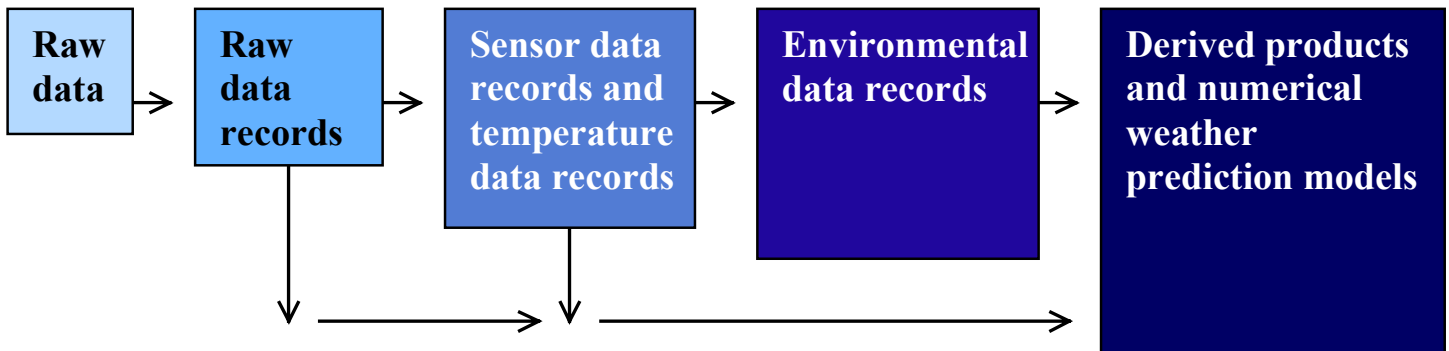 Raw
data
Raw
data
records
Sensor data
records and
temperature
data records
Environmental
data records
Derived products
and numerical
weather
prediction models